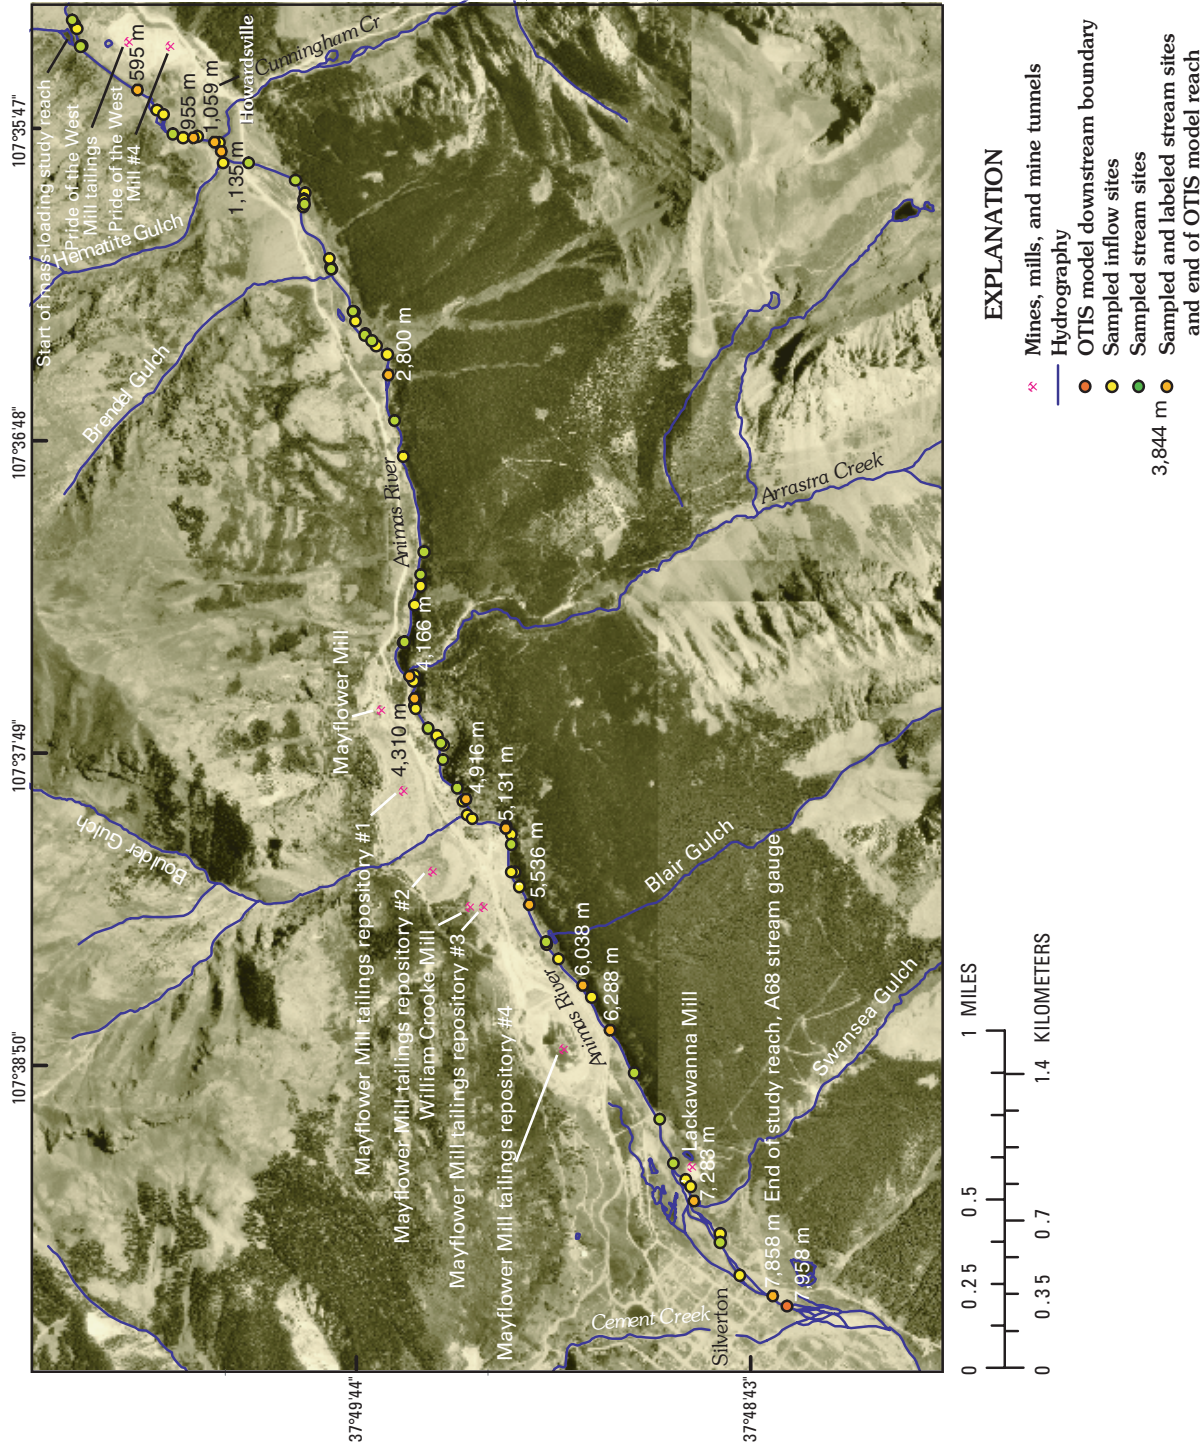 107°38'50"
107°37'49"
107°36'48"
107°35'47"
37°49'44"
37°48'43"
Start of mass-loading study reach
Pride of the West
Mill tailings
Pride of the West
Mill #4
Hematite Gulch
595 m
955 m
1,059 m
1,135 m
Howardsville
Cunningham Cr
Brendel Gulch
2,800 m
Animas River
Arrastra Creek
4,166 m
Mayflower Mill
4,310 m
4,916 m
5,131 m
5,536 m
Boulder Gulch
Mayflower Mill tailings repository #1
Mayflower Mill tailings repository #2
William Crooke Mill
Mayflower Mill tailings repository #3
Mayflower Mill tailings repository #4
Blair Gulch
6,038 m
6,288 m
Animas River
Lackawanna Mill
7,283 m
Swansea Gulch
7,858 m End of study reach, A68 stream gauge
7,958 m
Cement Creek
Silverton
0 0.25 0.5 1 MILES
0 0.35 0.7 1.4 KILOMETERS
EXPLANATION
Mines, mills, and mine tunnels
Hydrography
OTIS model downstream boundary
Sampled inflow sites
Sampled stream sites
3,844 m Sampled and labeled stream sites
and end of OTIS model reach